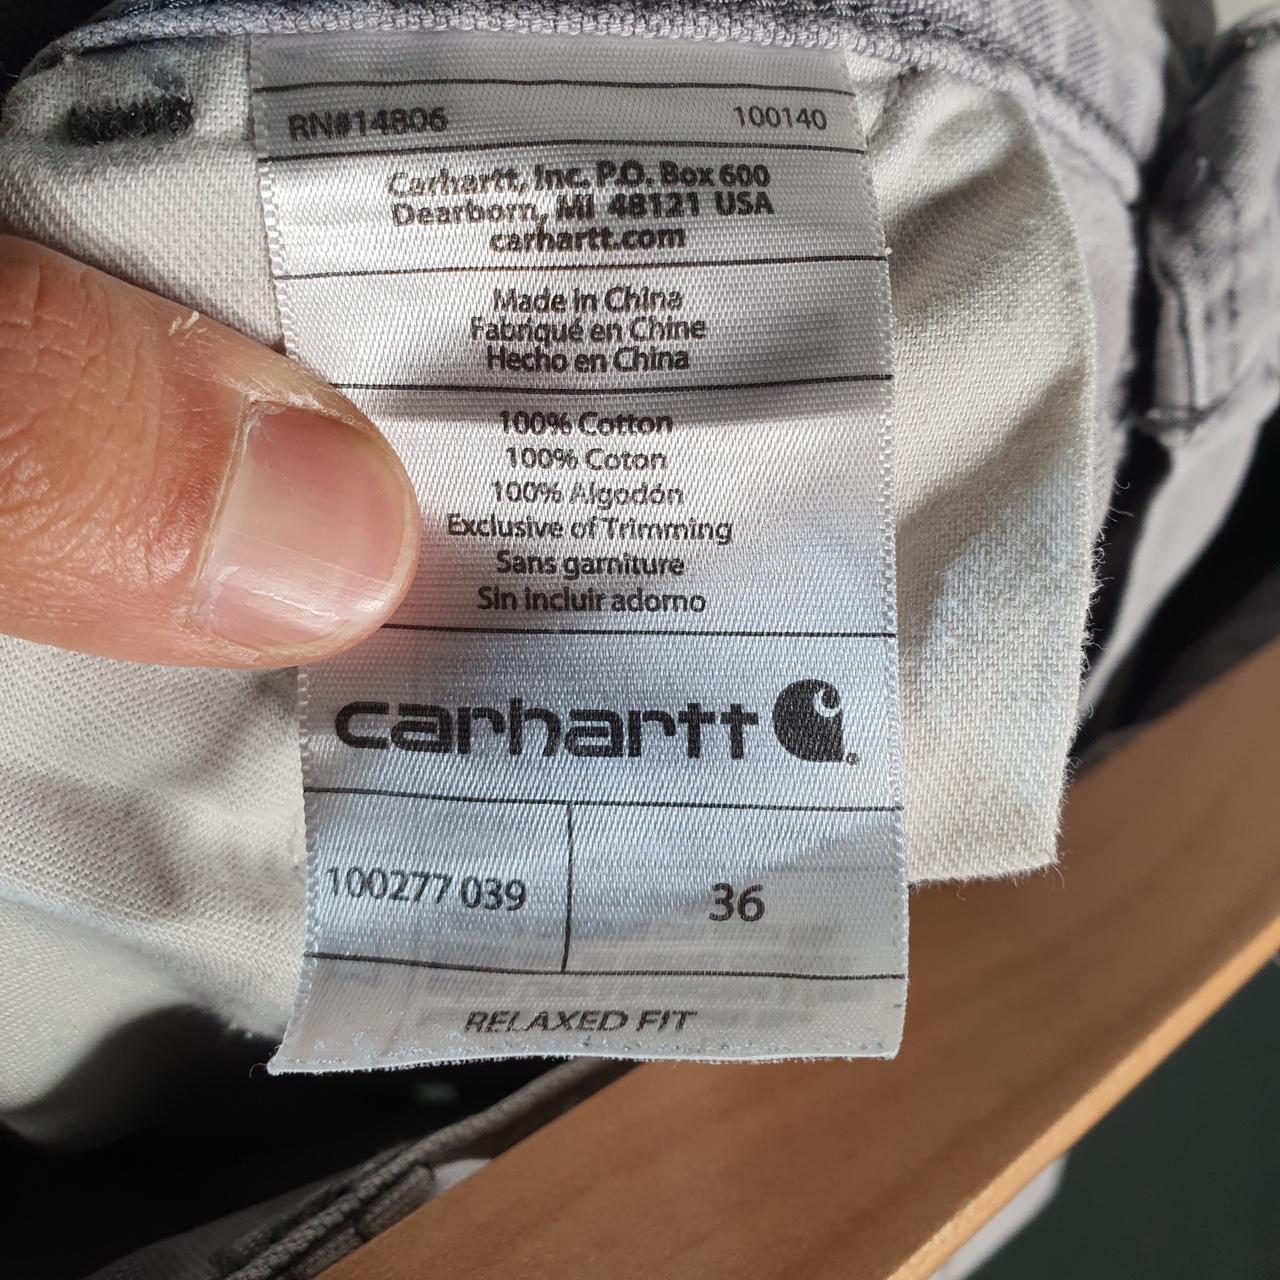 RN#14806 100140
Carhartt, Inc. P.O. Box 600
Dearborn, MI 48121 USA
carhartt.com
Made in China
Fabriqué en Chine
Hecho en China
100% Cotton
100% Coton
100% Algodón
Exclusive of Trimming
Sans garniture
Sin incluir adorno
carhartt
100277 039 36
RELAXED FIT